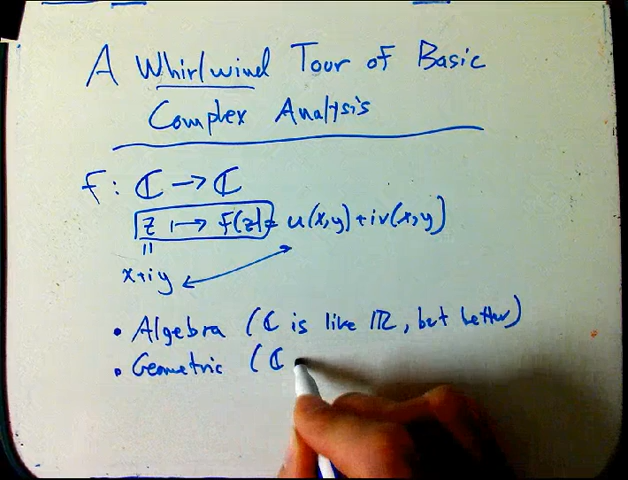 A Whirlwind Tour of Basic
Complex Analysis
f: ℂ → ℂ
z ↦ f(z) = u(x,y) + iv(x,y)
x+iy
• Algebra (ℂ is like ℝ, but better)
• Geometric (ℂ